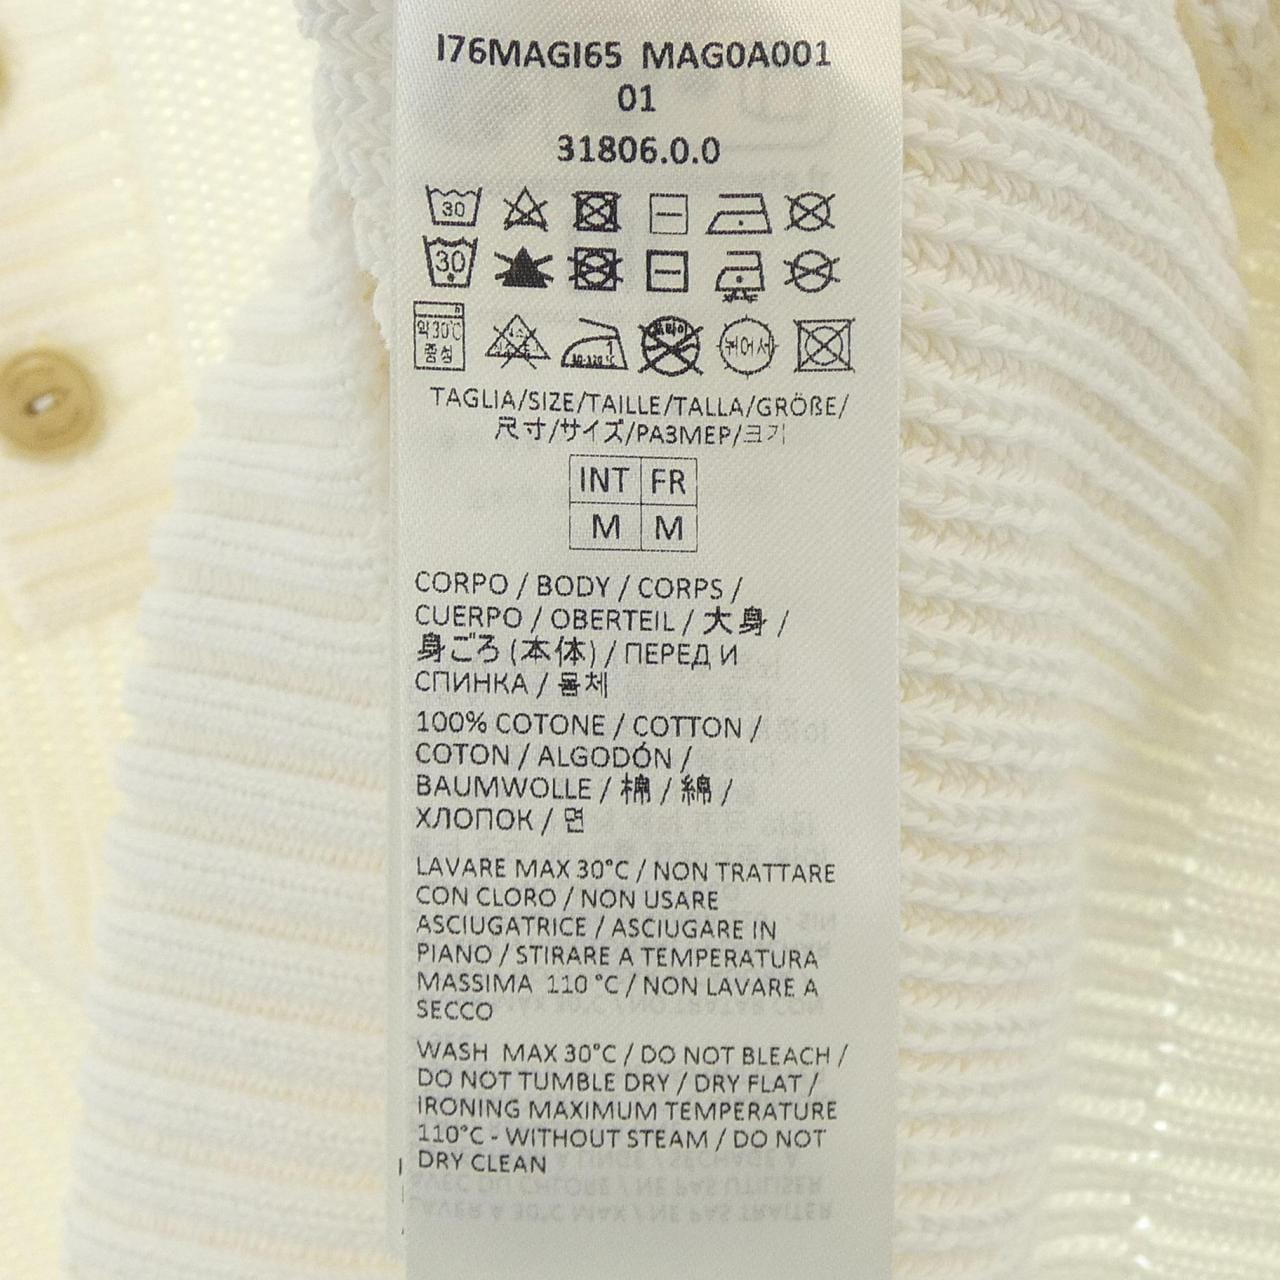 I76MAGI65 MAG0A001
01
31806.0.0
30
30
약30℃
중성
TAGLIA/SIZE/TAILLE/TALLA/GRÖßE/
尺寸/サイズ/РАЗМЕР/크기
INT FR
M M
CORPO / BODY / CORPS /
CUERPO / OBERTEIL / 大身 /
身ごろ (本体) / ПЕРЕД И
СПИНКА / 몸체
100% COTONE / COTTON /
COTON / ALGODÓN /
BAUMWOLLE / 棉 / 綿 /
ХЛОПОК / 면
LAVARE MAX 30°C / NON TRATTARE
CON CLORO / NON USARE
ASCIUGATRICE / ASCIUGARE IN
PIANO / STIRARE A TEMPERATURA
MASSIMA 110 °C / NON LAVARE A
SECCO
WASH MAX 30°C / DO NOT BLEACH /
DO NOT TUMBLE DRY / DRY FLAT /
IRONING MAXIMUM TEMPERATURE
110°C - WITHOUT STEAM / DO NOT
DRY CLEAN